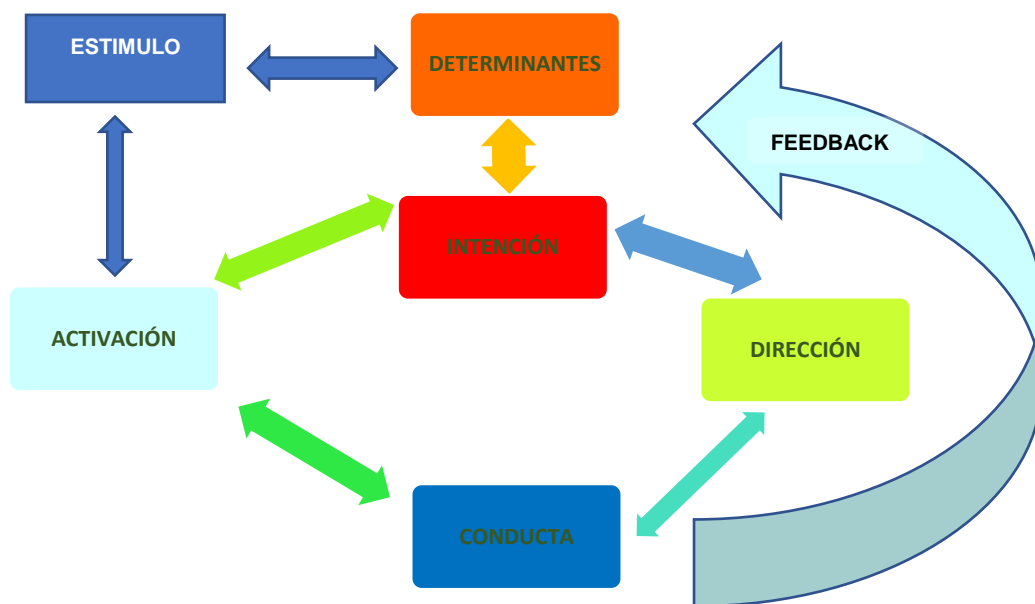 ESTIMULO
DETERMINANTES
FEEDBACK
INTENCIÓN
ACTIVACIÓN
DIRECCIÓN
CONDUCTA